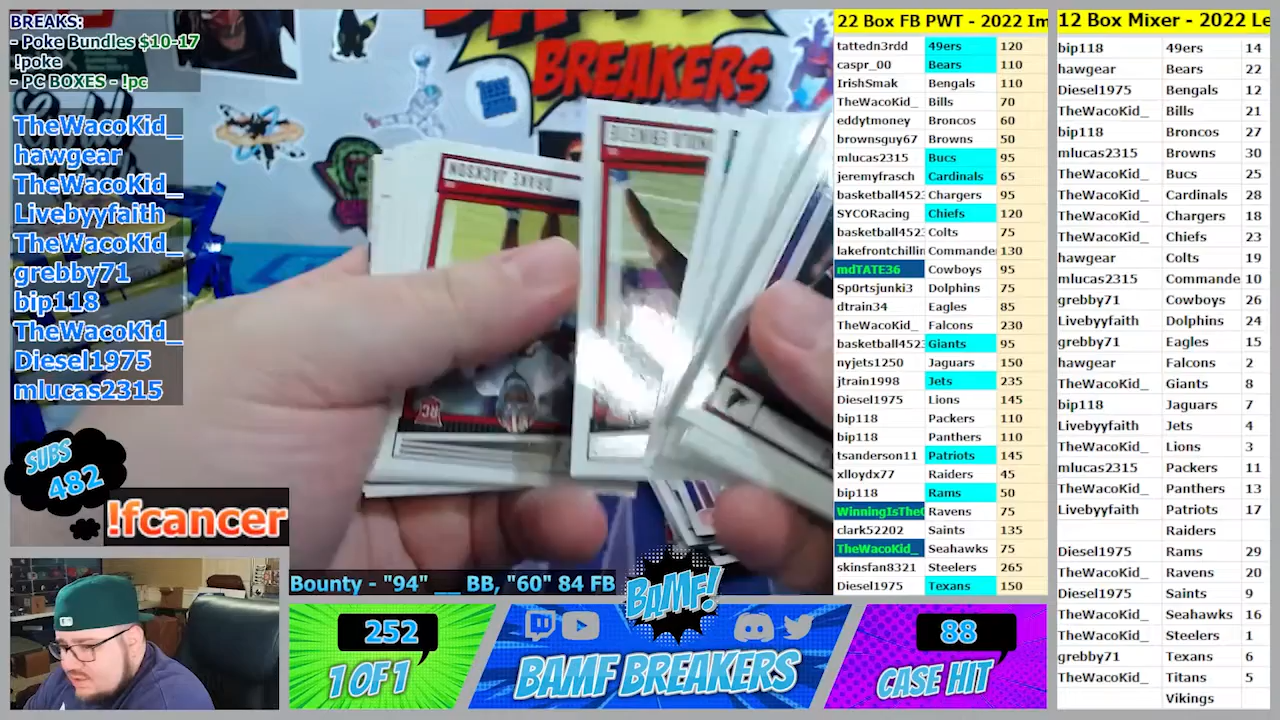 BREAKS:
- Poke Bundles $10-17
!poke
- PC BOXES - !pc
TheWacoKid_
hawgear
TheWacoKid_
Livebyyfaith
TheWacoKid_
grebby71
bip118
TheWacoKid_
Diesel1975
mlucas2315
SUBS
482
!fcancer
BREAKERS
DRAKE JACKSON
RC
Bounty - "94" __ BB, "60" 84 FB
BAMF!
252
1 OF 1
BAMF BREAKERS
88
CASE HIT
22 Box FB PWT - 2022 Im
tattedn3rdd 49ers 120
caspr_00 Bears 110
IrishSmak Bengals 110
TheWacoKid_ Bills 70
eddytmoney Broncos 60
brownsguy67 Browns 50
mlucas2315 Bucs 95
jeremyfrasch Cardinals 65
basketball4523 Chargers 95
SYCORacing Chiefs 120
basketball4523 Colts 75
lakefrontchillin Commande 130
mdTATE36 Cowboys 95
Sp0rtsjunki3 Dolphins 75
dtrain34 Eagles 85
TheWacoKid_ Falcons 230
basketball4523 Giants 95
nyjets1250 Jaguars 150
jtrain1998 Jets 235
Diesel1975 Lions 145
bip118 Packers 110
bip118 Panthers 110
tsanderson11 Patriots 145
xlloydx77 Raiders 45
bip118 Rams 50
WinningIsTheO Ravens 75
clark52202 Saints 135
TheWacoKid_ Seahawks 75
skinsfan8321 Steelers 265
Diesel1975 Texans 150
12 Box Mixer - 2022 Le
bip118 49ers 14
hawgear Bears 22
Diesel1975 Bengals 12
TheWacoKid_ Bills 21
bip118 Broncos 27
mlucas2315 Browns 30
TheWacoKid_ Bucs 25
TheWacoKid_ Cardinals 28
TheWacoKid_ Chargers 18
TheWacoKid_ Chiefs 23
hawgear Colts 19
mlucas2315 Commande 10
grebby71 Cowboys 26
Livebyyfaith Dolphins 24
grebby71 Eagles 15
hawgear Falcons 2
TheWacoKid_ Giants 8
bip118 Jaguars 7
Livebyyfaith Jets 4
TheWacoKid_ Lions 3
mlucas2315 Packers 11
TheWacoKid_ Panthers 13
Livebyyfaith Patriots 17
Raiders
Diesel1975 Rams 29
TheWacoKid_ Ravens 20
Diesel1975 Saints 9
TheWacoKid_ Seahawks 16
TheWacoKid_ Steelers 1
grebby71 Texans 6
TheWacoKid_ Titans 5
Vikings